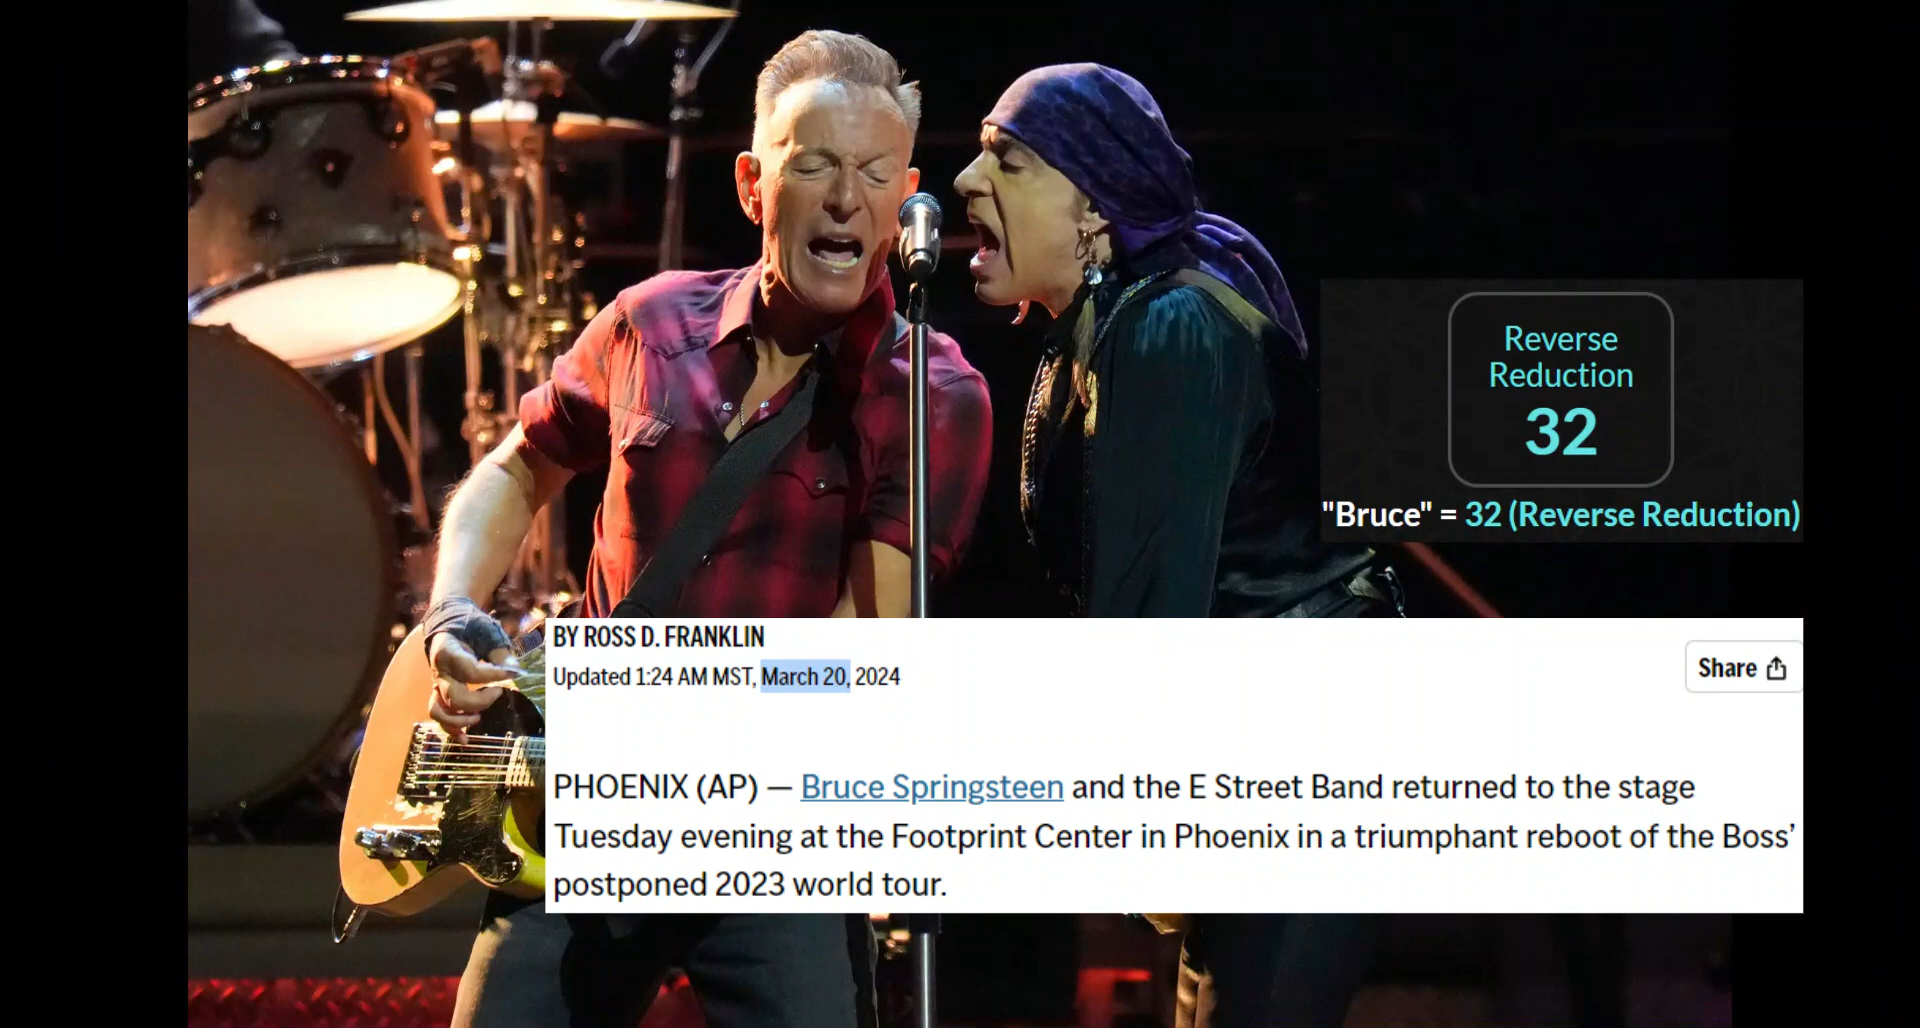 Reverse
Reduction
32
"Bruce" = 32 (Reverse Reduction)
BY ROSS D. FRANKLIN
Updated 1:24 AM MST, March 20, 2024
Share
PHOENIX (AP) — Bruce Springsteen and the E Street Band returned to the stage
Tuesday evening at the Footprint Center in Phoenix in a triumphant reboot of the Boss’
postponed 2023 world tour.